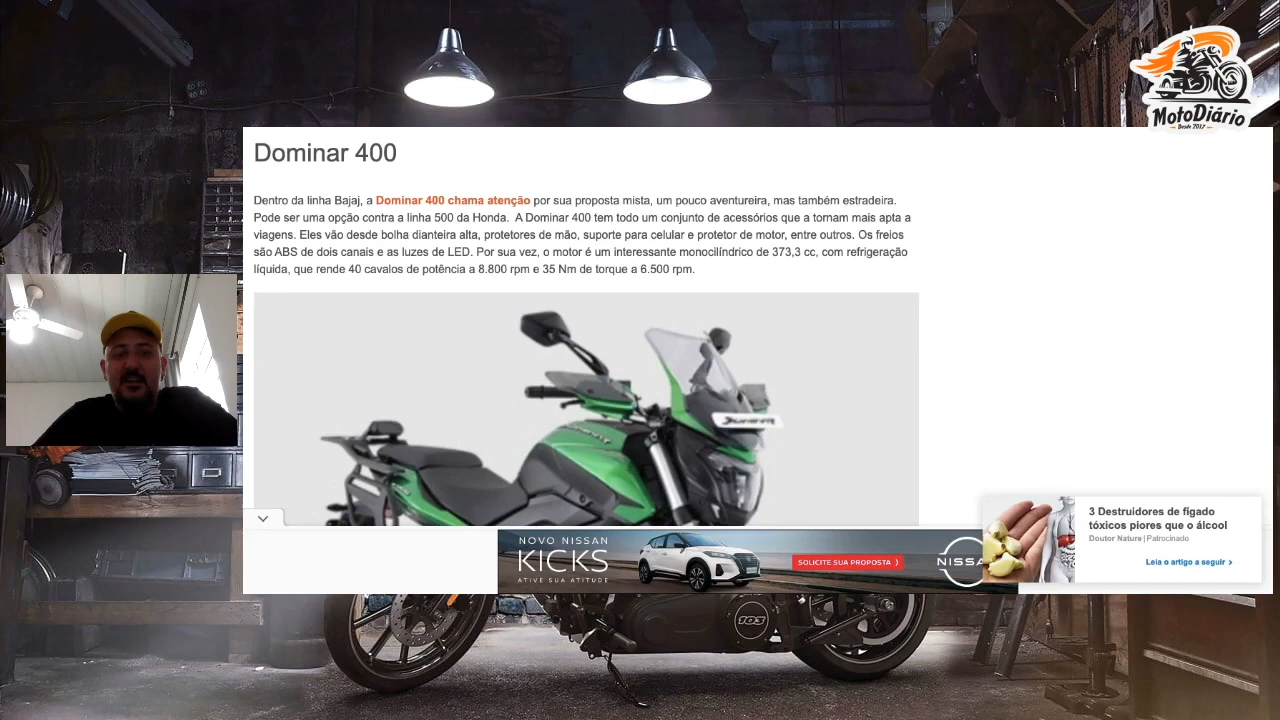 MotoDiário
Desde 2017
Dominar 400
Dentro da linha Bajaj, a Dominar 400 chama atenção por sua proposta mista, um pouco aventureira, mas também estradeira.
Pode ser uma opção contra a linha 500 da Honda. A Dominar 400 tem todo um conjunto de acessórios que a tornam mais apta a
viagens. Eles vão desde bolha dianteira alta, protetores de mão, suporte para celular e protetor de motor, entre outros. Os freios
são ABS de dois canais e as luzes de LED. Por sua vez, o motor é um interessante monocilíndrico de 373,3 cc, com refrigeração
líquida, que rende 40 cavalos de potência a 8.800 rpm e 35 Nm de torque a 6.500 rpm.
NOVO NISSAN
KICKS
ATIVE SUA ATITUDE
SOLICITE SUA PROPOSTA
NISSA
3 Destruidores de fígado
tóxicos piores que o álcool
Doutor Nature | Patrocinado
Leia o artigo a seguir
103